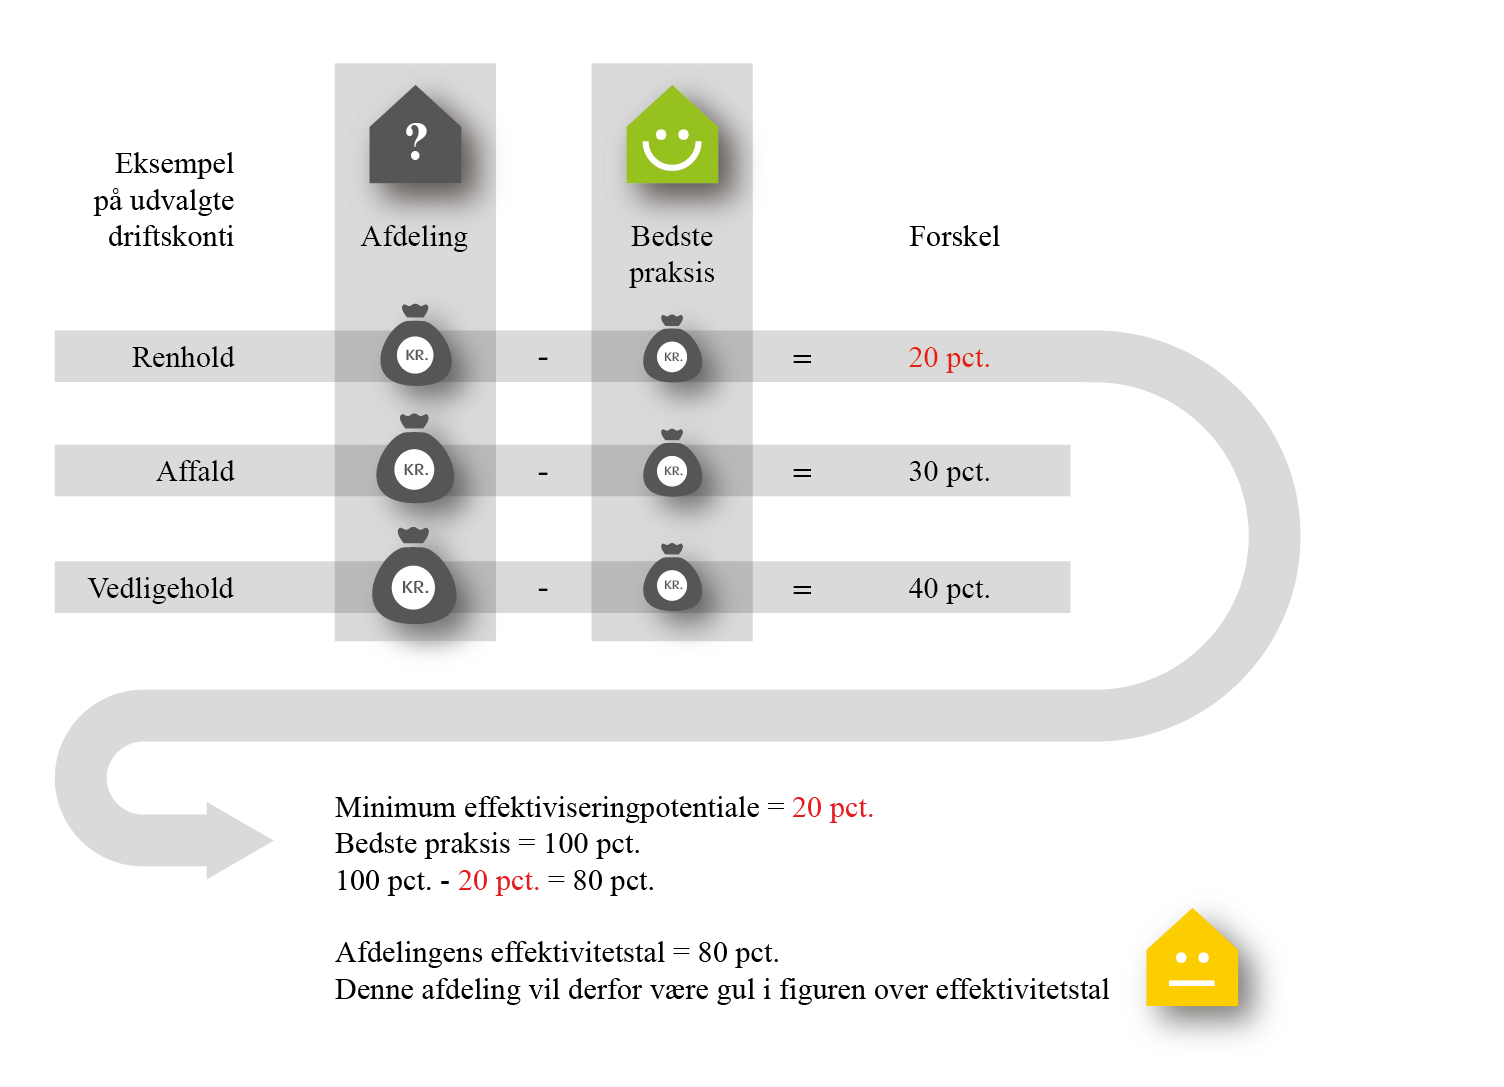 Eksempel
på udvalgte
driftskonti
?
Afdeling
Bedste
praksis
Forskel
Renhold KR. - KR. = 20 pct.
Affald KR. - KR. = 30 pct.
Vedligehold KR. - KR. = 40 pct.
Minimum effektiviseringpotentiale = 20 pct.
Bedste praksis = 100 pct.
100 pct. - 20 pct. = 80 pct.
Afdelingens effektivitetstal = 80 pct.
Denne afdeling vil derfor være gul i figuren over effektivitetstal